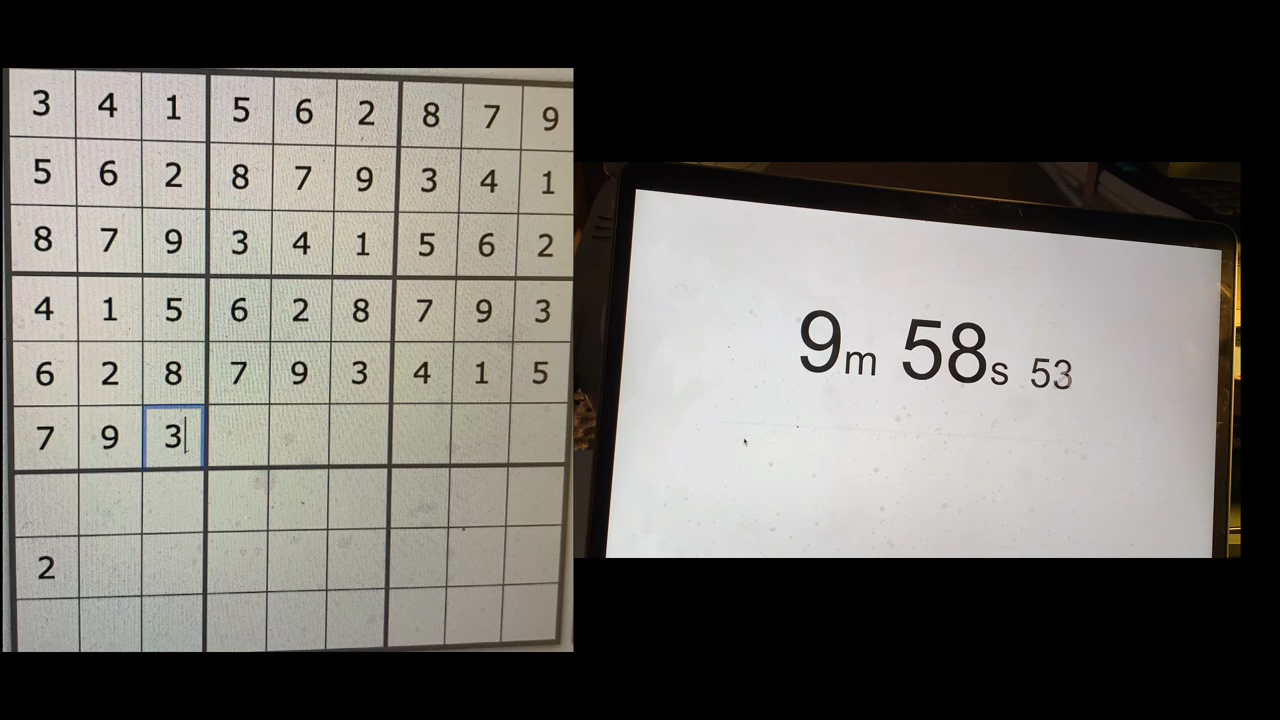 3 4 1 5 6 2 8 7 9
5 6 2 8 7 9 3 4 1
8 7 9 3 4 1 5 6 2
4 1 5 6 2 8 7 9 3
6 2 8 7 9 3 4 1 5
7 9 3
2
9m 58s 53